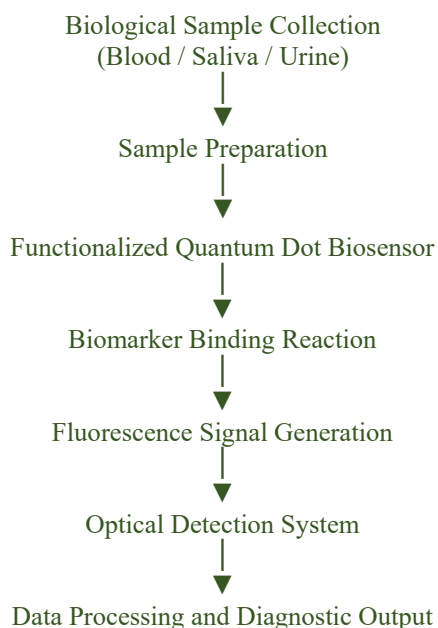 Biological Sample Collection
(Blood / Saliva / Urine)
Sample Preparation
Functionalized Quantum Dot Biosensor
Biomarker Binding Reaction
Fluorescence Signal Generation
Optical Detection System
Data Processing and Diagnostic Output